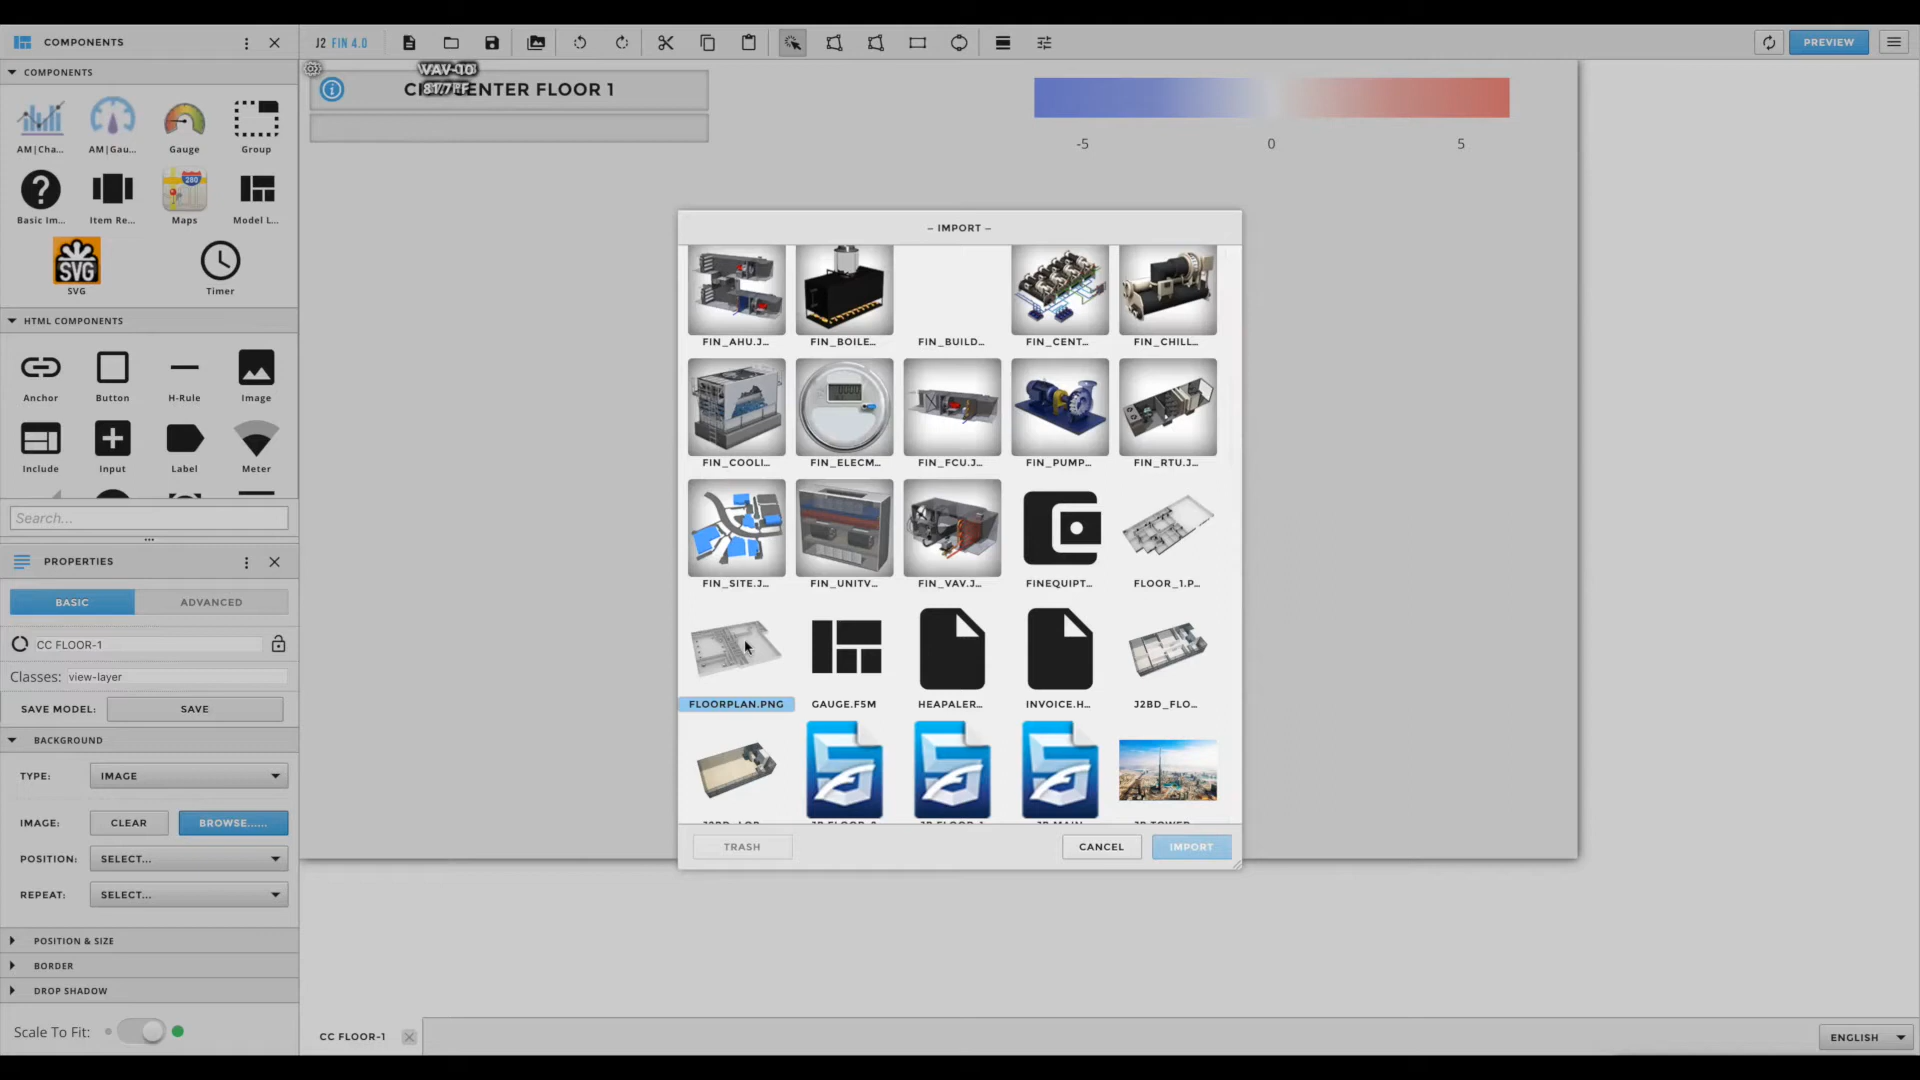 COMPONENTS
J2 FIN 4.0
PREVIEW
COMPONENTS
AM|Cha...
AM|Gau...
Gauge
Group
Basic Im...
Item Re...
Maps
280
Model L...
SVG
SVG
Timer
HTML COMPONENTS
Anchor
Button
H-Rule
Image
Include
Input
Label
Meter
Search...
PROPERTIES
BASIC
ADVANCED
CC FLOOR-1
Classes:
view-layer
SAVE MODEL:
SAVE
BACKGROUND
TYPE:
IMAGE
IMAGE:
CLEAR
BROWSE......
POSITION:
SELECT...
REPEAT:
SELECT...
POSITION & SIZE
BORDER
DROP SHADOW
Scale To Fit:
CENTER FLOOR 1
-5
0
5
– IMPORT –
FIN_AHU.J...
FIN_BOILE...
FIN_BUILD...
FIN_CENT...
FIN_CHILL...
FIN_COOLI...
FIN_ELECM...
FIN_FCU.J...
FIN_PUMP...
FIN_RTU.J...
FIN_SITE.J...
FIN_UNITV...
FIN_VAV.J...
FINEQUIPT...
FLOOR_1.P...
FLOORPLAN.PNG
GAUGE.F5M
HEAPALER...
INVOICE.H...
J2BD_FLO...
TRASH
CANCEL
IMPORT
CC FLOOR-1
ENGLISH